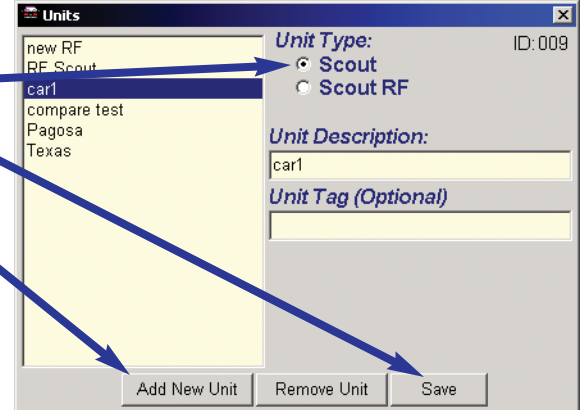 Units
new RF
RF Scout
car1
compare test
Pagosa
Texas
Unit Type:
ID: 009
Scout
Scout RF
Unit Description:
car1
Unit Tag (Optional)
Add New Unit
Remove Unit
Save